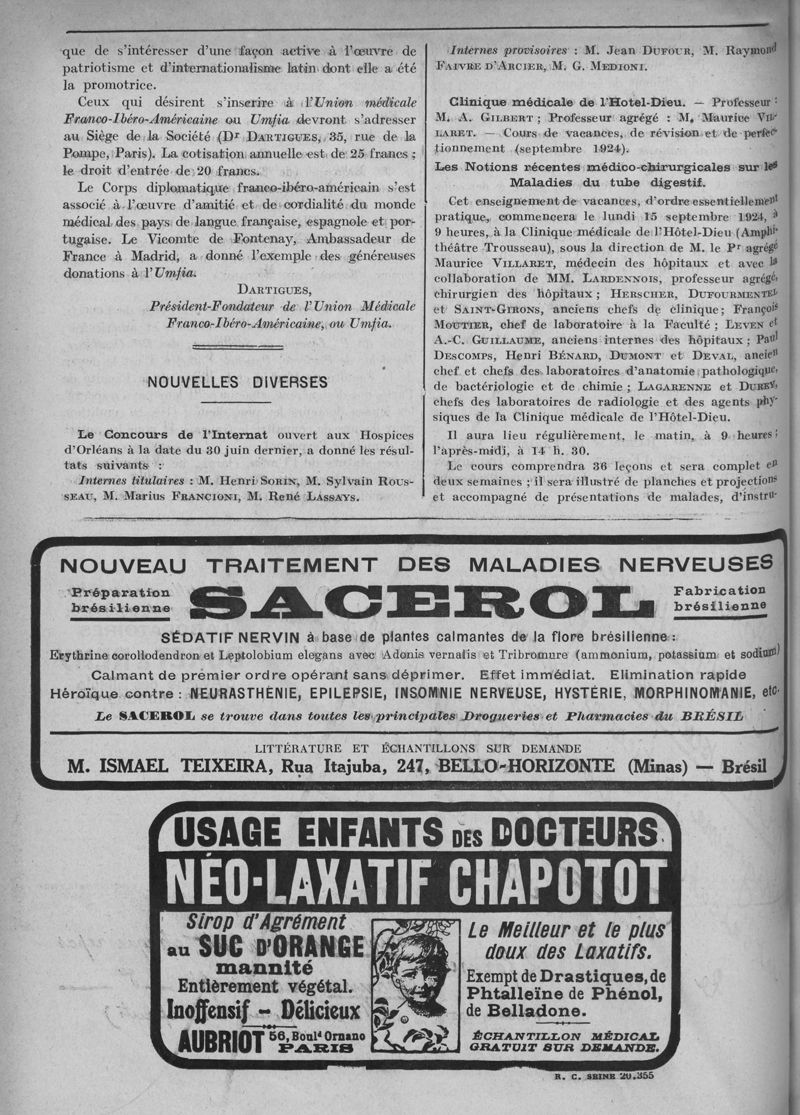 que de s'intéresser d'une façon active à l'œuvre de
patriotisme et d'internationalisme latin dont elle a été
la promotrice.
Ceux qui désirent s'inscrire à l'Union médicale
Franco-Ibéro-Américaine ou Umfia devront s'adresser
au Siège de la Société (Dr DARTIGUES, 35, rue de la
Pompe, Paris). La cotisation annuelle est de 25 francs ;
le droit d'entrée de 20 francs.
Le Corps diplomatique franco-ibéro-américain s'est
associé à l'œuvre d'amitié et de cordialité du monde
médical des pays de langue française, espagnole et por-
tugaise. Le Vicomte de Fontenay, Ambassadeur de
France à Madrid, a donné l'exemple des généreuses
donations à l'Umfia.
DARTIGUES,
Président-Fondateur de l'Union Médicale
Franco-Ibéro-Américaine, ou Umfia.
NOUVELLES DIVERSES
Le Concours de l'Internat ouvert aux Hospices
d'Orléans à la date du 30 juin dernier, a donné les résul-
tats suivants :
Internes titulaires : M. Henri SORIN, M. Sylvain ROUS-
SEAU, M. Marius FRANCIONI, M. René LASSAYS.
Internes provisoires : M. Jean DUFOUR, M. Raymond
FAIVRE D'ARCIER, M. G. MEDIONI.
Clinique médicale de l'Hotel-Dieu. — Professeur :
M. A. GILBERT ; Professeur agrégé : M. Maurice VIL-
LARET. — Cours de vacances, de révision et de perfec-
tionnement (septembre 1924).
Les Notions récentes médico-chirurgicales sur les
Maladies du tube digestif.
Cet enseignement de vacances, d'ordre essentiellement
pratique, commencera le lundi 15 septembre 1924, à
9 heures, à la Clinique médicale de l'Hôtel-Dieu (Amphi-
théâtre Trousseau), sous la direction de M. le Pr agrégé
Maurice VILLARET, médecin des hôpitaux et avec la
collaboration de MM. LARDENNOIS, professeur agrégé,
chirurgien des hôpitaux ; HERSCHER, DUFOURMENTEL
et SAINT-GIRONS, anciens chefs de clinique ; François
MOUTIER, chef de laboratoire à la Faculté ; LEVEN et
A.-C. GUILLAUME, anciens internes des hôpitaux ; Paul
DESCOMPS, Henri BÉNARD, DUMONT et DEVAL, ancien
chef et chefs des laboratoires d'anatomie pathologique,
de bactériologie et de chimie ; LAGARENNE et DUREY,
chefs des laboratoires de radiologie et des agents phy-
siques de la Clinique médicale de l'Hôtel-Dieu.
Il aura lieu régulièrement, le matin, à 9 heures ;
l'après-midi, à 14 h. 30.
Le cours comprendra 36 leçons et sera complet en
deux semaines ; il sera illustré de planches et projections
et accompagné de présentations de malades, d'instru-
NOUVEAU TRAITEMENT DES MALADIES NERVEUSES
Préparation
brésilienne
SACEROL
Fabrication
brésilienne
SÉDATIF NERVIN à base de plantes calmantes de la flore brésilienne :
Erythrine corollodendron et Leptolobium elegans avec Adonis vernalis et Tribromure (ammonium, potassium et sodium)
Calmant de premier ordre opérant sans déprimer. Effet immédiat. Elimination rapide
Héroïque contre : NEURASTHÉNIE, EPILEPSIE, INSOMNIE NERVEUSE, HYSTÉRIE, MORPHINOMANIE, etc.
Le SACEROL se trouve dans toutes les principales Drogueries et Pharmacies du BRÉSIL
LITTÉRATURE ET ÉCHANTILLONS SUR DEMANDE
M. ISMAEL TEIXEIRA, Rua Itajuba, 247, BELLO-HORIZONTE (Minas) — Brésil
USAGE ENFANTS DES DOCTEURS
NÉO-LAXATIF CHAPOTOT
Sirop d'Agrément
au SUC D'ORANGE
mannité
Entièrement végétal.
Inoffensif - Délicieux
AUBRIOT 56, Bould Ornano
PARIS
Le Meilleur et le plus
doux des Laxatifs.
Exempt de Drastiques, de
Phtalleïne de Phénol,
de Belladone.
ÉCHANTILLON MÉDICAL
GRATUIT SUR DEMANDE.
R. C. SEINE 20.355